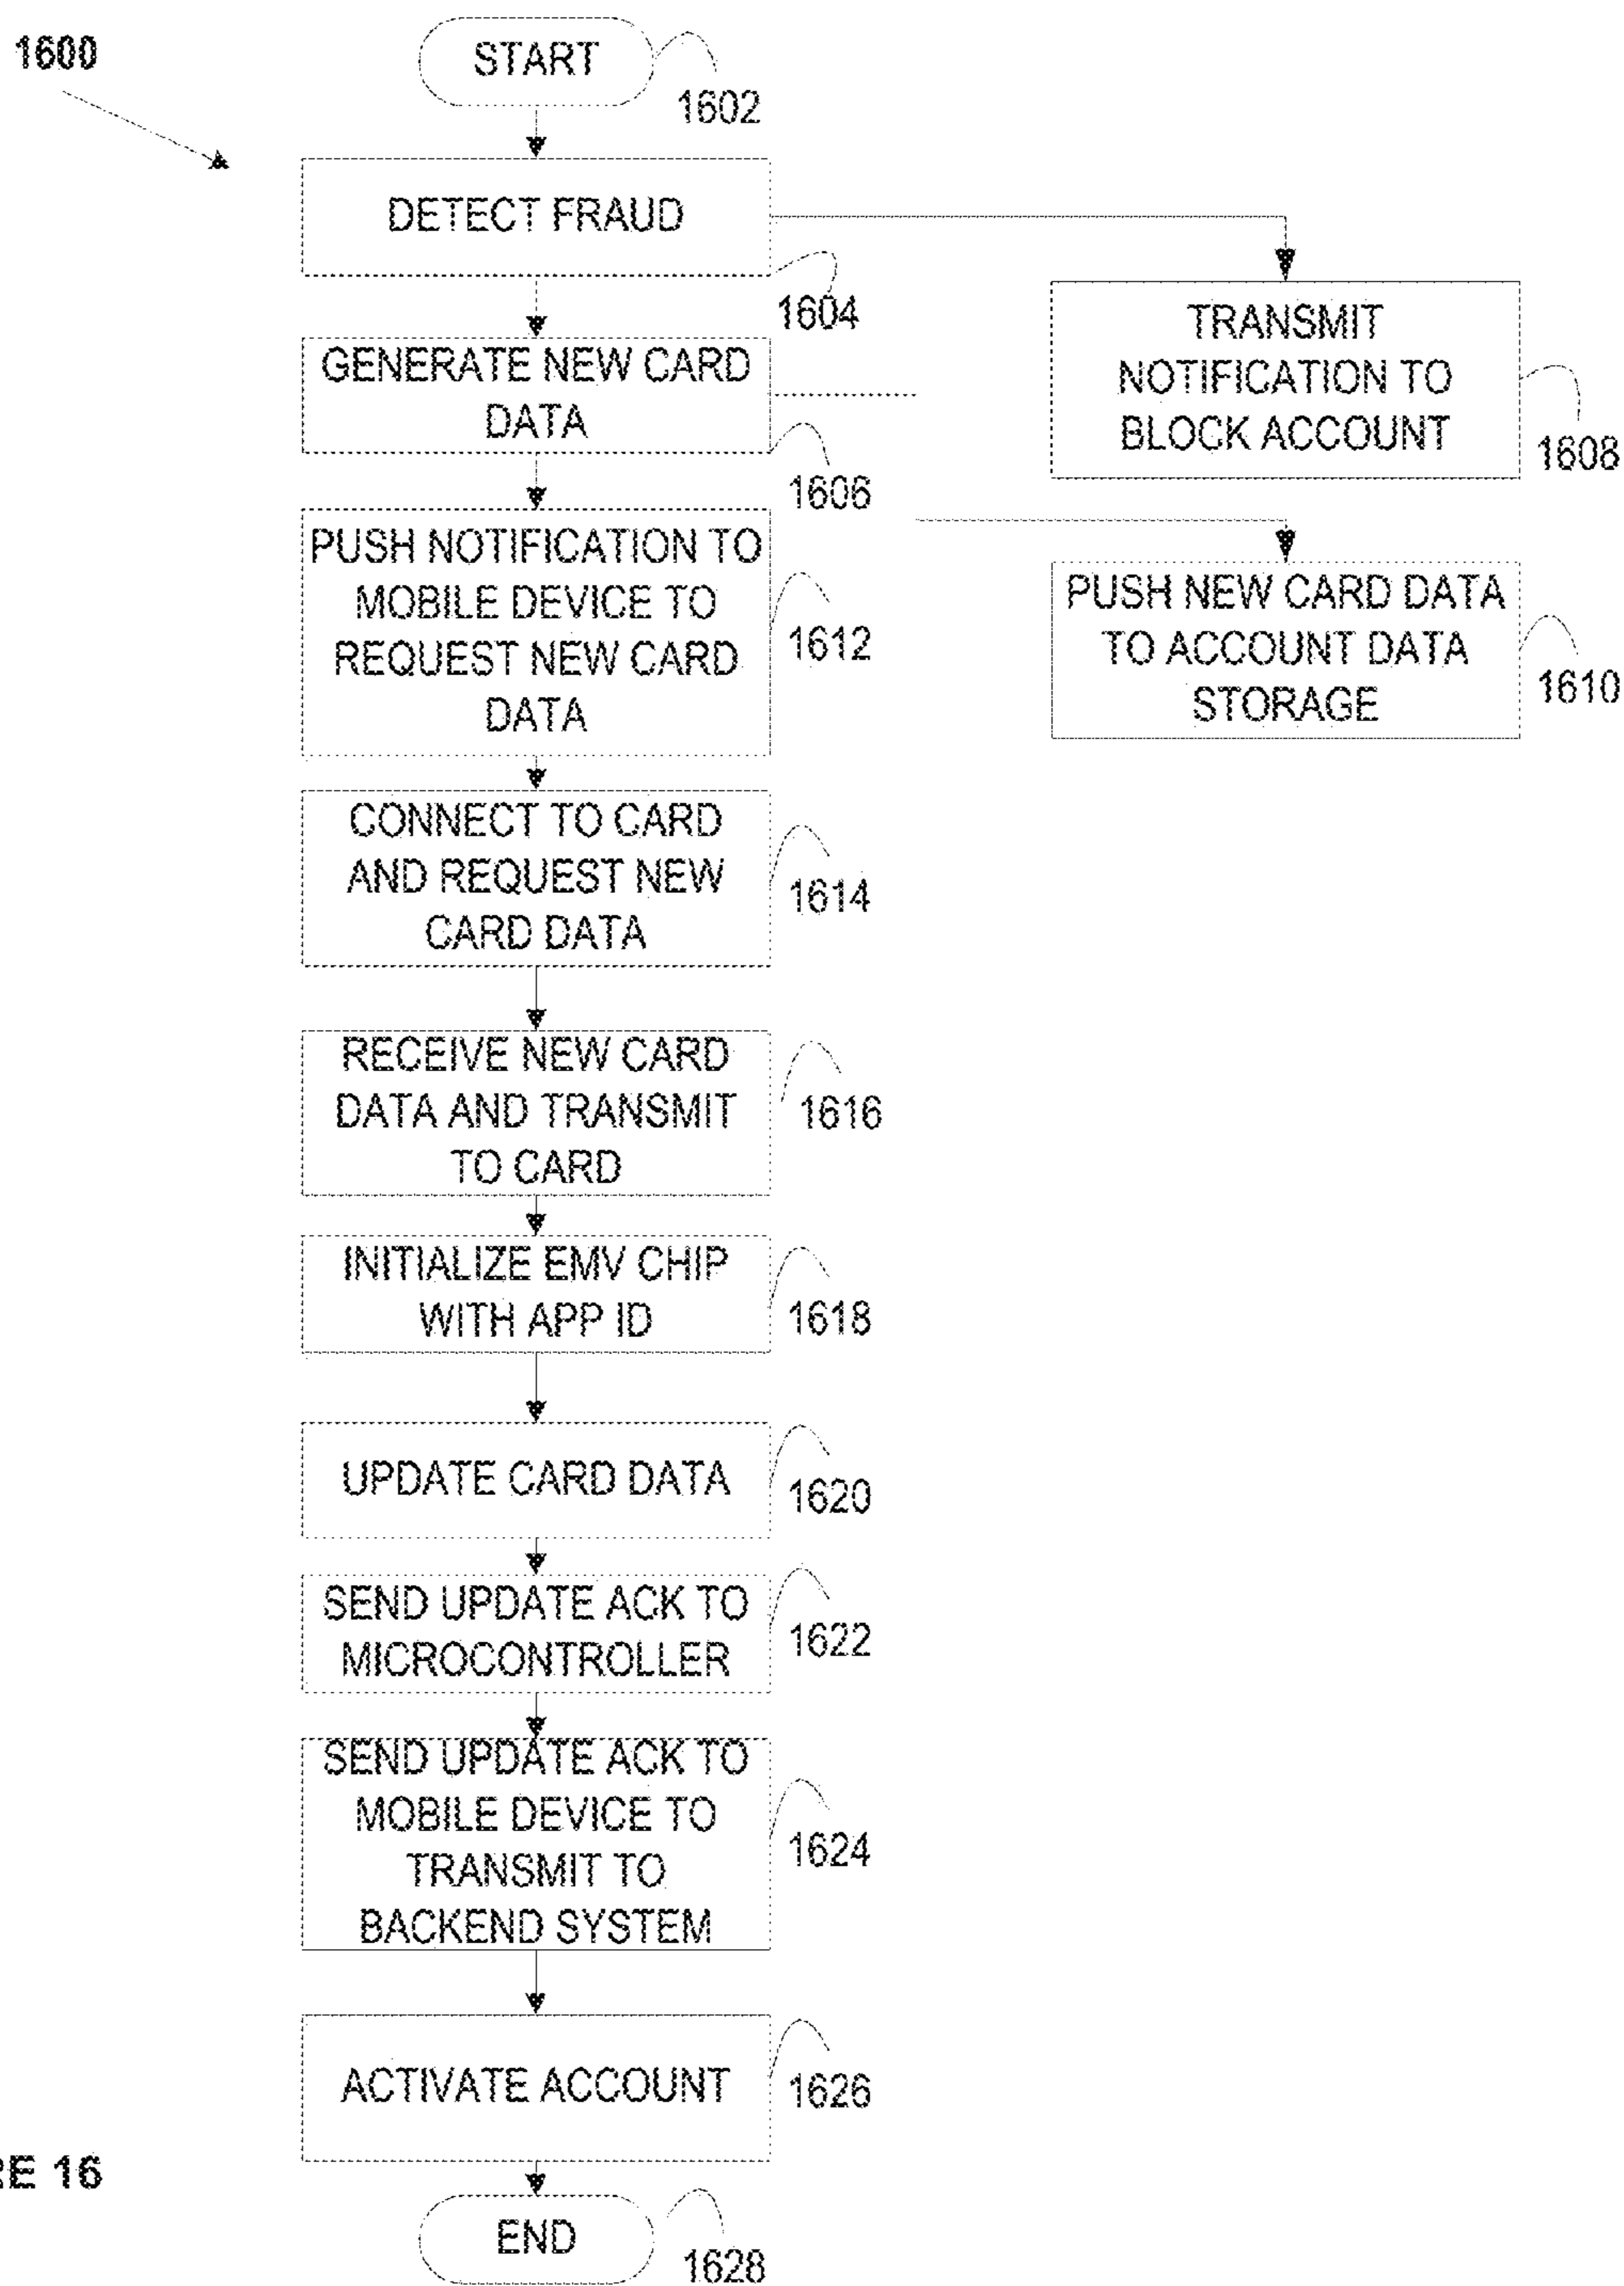 1600
START
1602
DETECT FRAUD
1604
GENERATE NEW CARD
DATA
1606
TRANSMIT
NOTIFICATION TO
BLOCK ACCOUNT
1608
PUSH NEW CARD DATA
TO ACCOUNT DATA
STORAGE
1610
PUSH NOTIFICATION TO
MOBILE DEVICE TO
REQUEST NEW CARD
DATA
1612
CONNECT TO CARD
AND REQUEST NEW
CARD DATA
1614
RECEIVE NEW CARD
DATA AND TRANSMIT
TO CARD
1616
INITIALIZE EMV CHIP
WITH APP ID
1618
UPDATE CARD DATA
1620
SEND UPDATE ACK TO
MICROCONTROLLER
1622
SEND UPDATE ACK TO
MOBILE DEVICE TO
TRANSMIT TO
BACKEND SYSTEM
1624
ACTIVATE ACCOUNT
1626
RE 16
END
1628